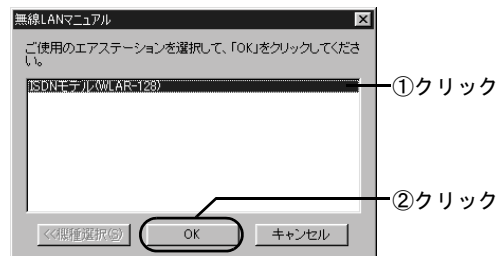 無線LANマニュアル
ご使用のエアステーションを選択して、「OK」をクリックしてくださ
い。
ISDNモデル(WLAR-128)
①クリック
②クリック
<<機種選択(S)
OK
キャンセル